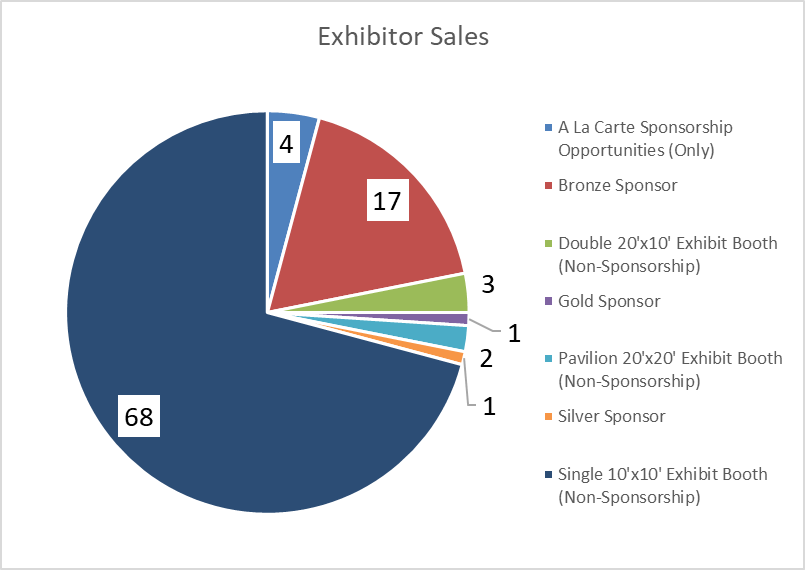 Exhibitor Sales
4
17
3
1
2
1
68
A La Carte Sponsorship
Opportunities (Only)
Bronze Sponsor
Double 20'x10' Exhibit Booth
(Non-Sponsorship)
Gold Sponsor
Pavilion 20'x20' Exhibit Booth
(Non-Sponsorship)
Silver Sponsor
Single 10'x10' Exhibit Booth
(Non-Sponsorship)